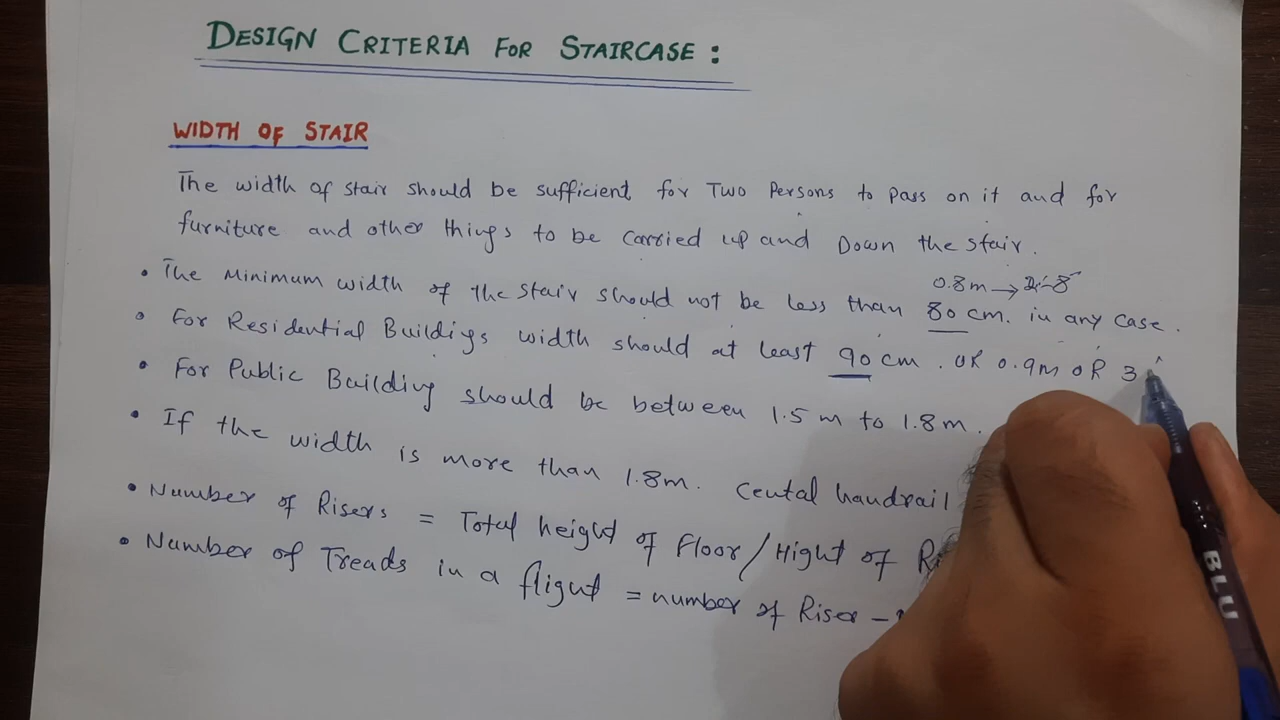 DESIGN CRITERIA FOR STAIRCASE :
WIDTH OF STAIR
The width of stair should be sufficient for Two Persons to pass on it and for
furniture and other things to be carried up and Down the stair.
0.8m →
• The Minimum width of the stair should not be less than 80 cm. in any case.
• For Residential Buildings width should at least 90 cm. OR 0.9m OR 3
• For Public Building should be between 1.5 m to 1.8 m.
• If the width is more than 1.8m. Cental handrail
• Number of Risers = Total height of Floor/Hight of
• Number of Treads in a flight = number of Riser -
BLU